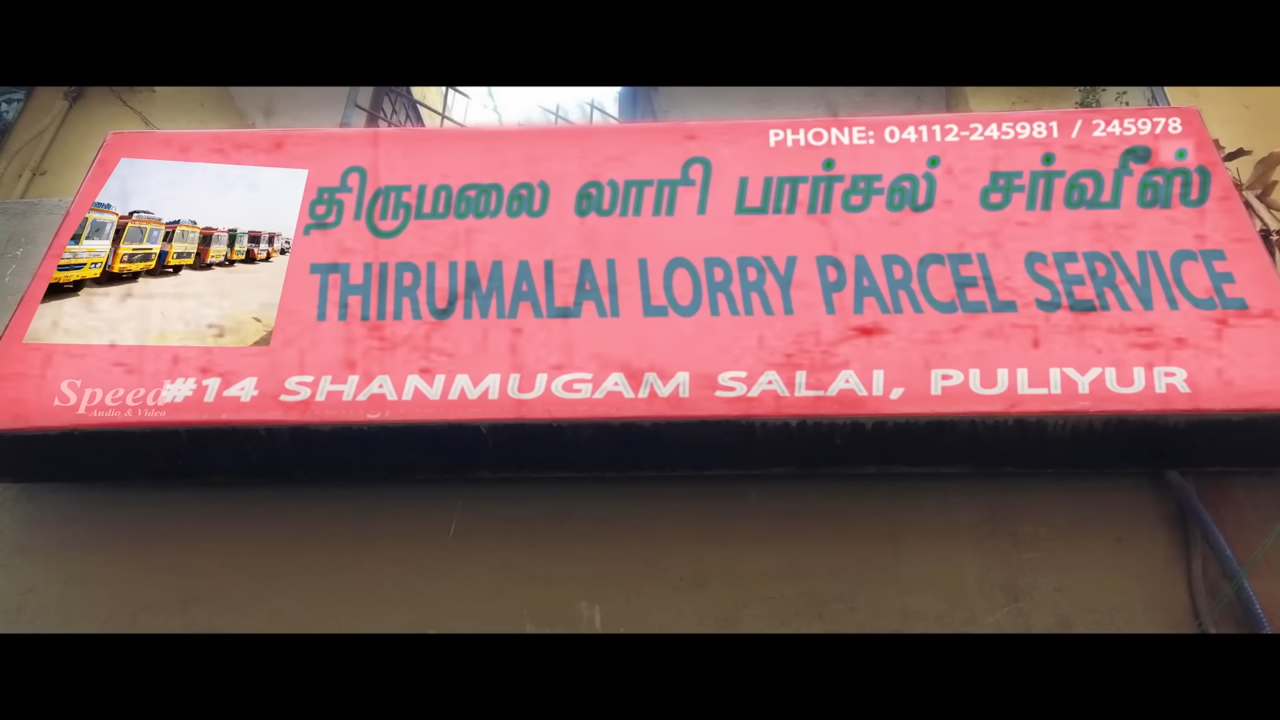 PHONE: 04112-245981 / 245978
திருமலை லாரி பார்சல் சர்வீஸ்
THIRUMALAI LORRY PARCEL SERVICE
#14 SHANMUGAM SALAI, PULIYUR
Speed
Audio & Video